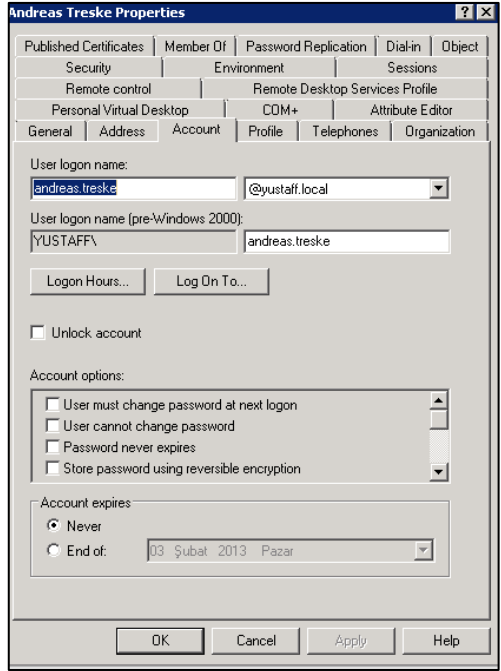 Andreas Treske Properties
Published Certificates Member Of Password Replication Dial-in Object
Security Environment Sessions
Remote control Remote Desktop Services Profile
Personal Virtual Desktop COM+ Attribute Editor
General Address Account Profile Telephones Organization
User logon name:
andreas.treske @yustaff.local
User logon name (pre-Windows 2000):
YUSTAFF\ andreas.treske
Logon Hours... Log On To...
Unlock account
Account options:
User must change password at next logon
User cannot change password
Password never expires
Store password using reversible encryption
Account expires
Never
End of: 03 Şubat 2013 Pazar
OK Cancel Apply Help